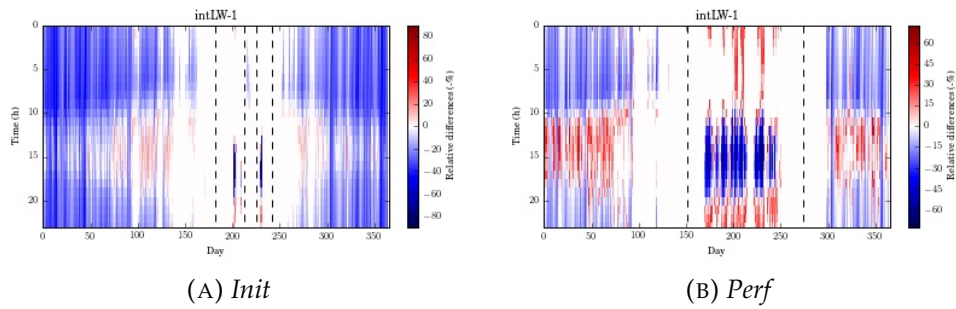 intLW-1
0
5
10
15
20
Time (h)
0 50 100 150 200 250 300 350
Day
80
60
40
20
0
−20
−40
−60
−80
Relative differences (-%)
(A) Init
intLW-1
0
5
10
15
20
Time (h)
0 50 100 150 200 250 300 350
Day
60
45
30
15
0
−15
−30
−45
−60
Relative differences (-%)
(B) Perf